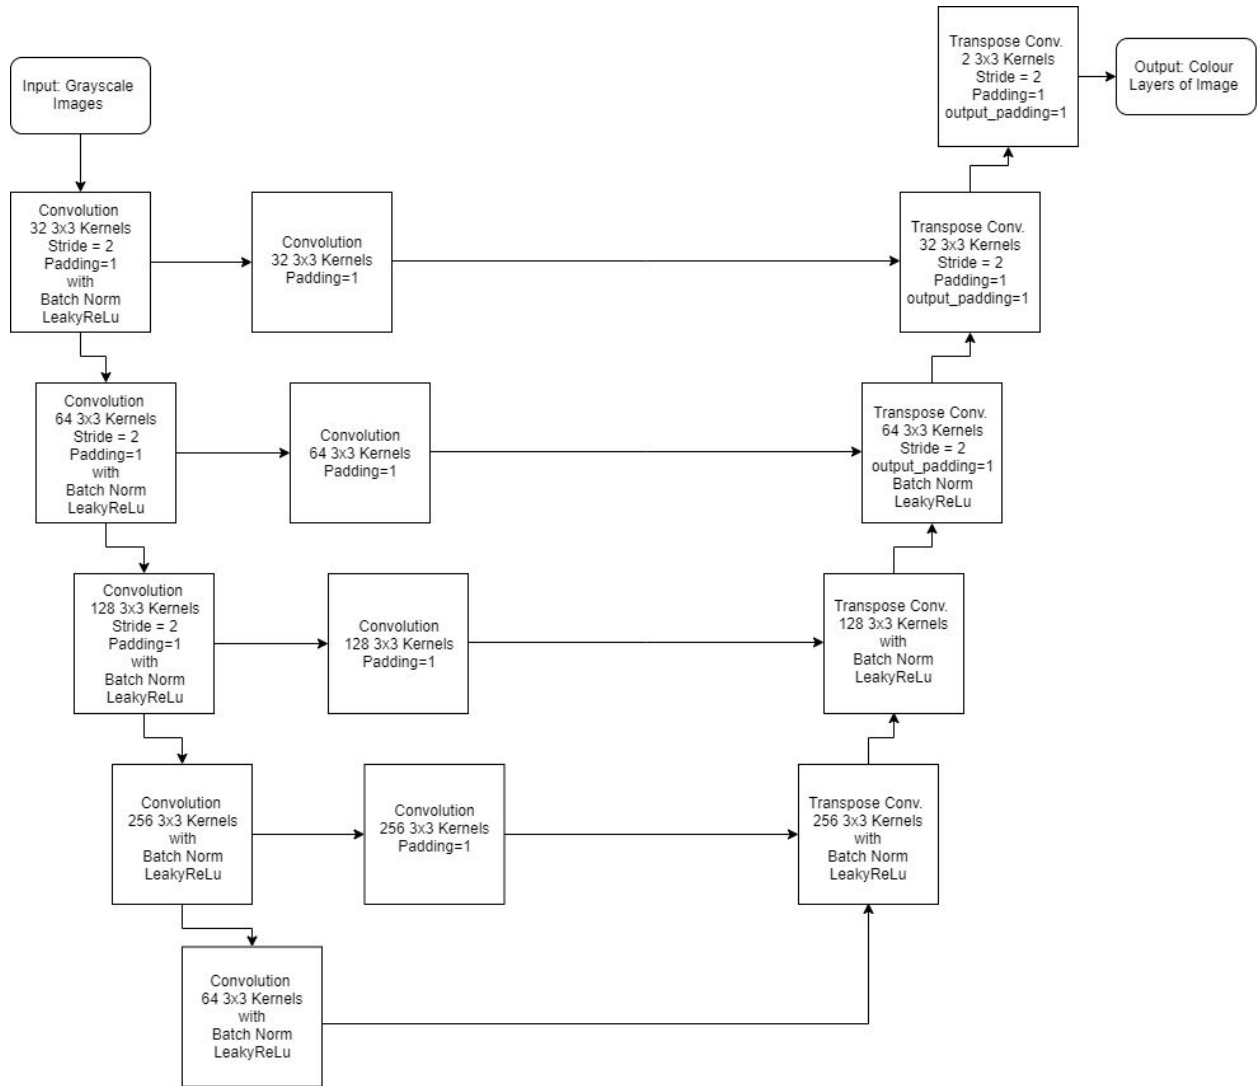 Input: Grayscale
Images
Convolution
32 3x3 Kernels
Stride = 2
Padding=1
with
Batch Norm
LeakyReLu
Convolution
32 3x3 Kernels
Padding=1
Convolution
64 3x3 Kernels
Stride = 2
Padding=1
with
Batch Norm
LeakyReLu
Convolution
64 3x3 Kernels
Padding=1
Convolution
128 3x3 Kernels
Stride = 2
Padding=1
with
Batch Norm
LeakyReLu
Convolution
128 3x3 Kernels
Padding=1
Convolution
256 3x3 Kernels
with
Batch Norm
LeakyReLu
Convolution
256 3x3 Kernels
Padding=1
Convolution
64 3x3 Kernels
with
Batch Norm
LeakyReLu
Transpose Conv.
256 3x3 Kernels
with
Batch Norm
LeakyReLu
Transpose Conv.
128 3x3 Kernels
with
Batch Norm
LeakyReLu
Transpose Conv.
64 3x3 Kernels
Stride = 2
output_padding=1
Batch Norm
LeakyReLu
Transpose Conv.
32 3x3 Kernels
Stride = 2
Padding=1
output_padding=1
Transpose Conv.
2 3x3 Kernels
Stride = 2
Padding=1
output_padding=1
Output: Colour
Layers of Image